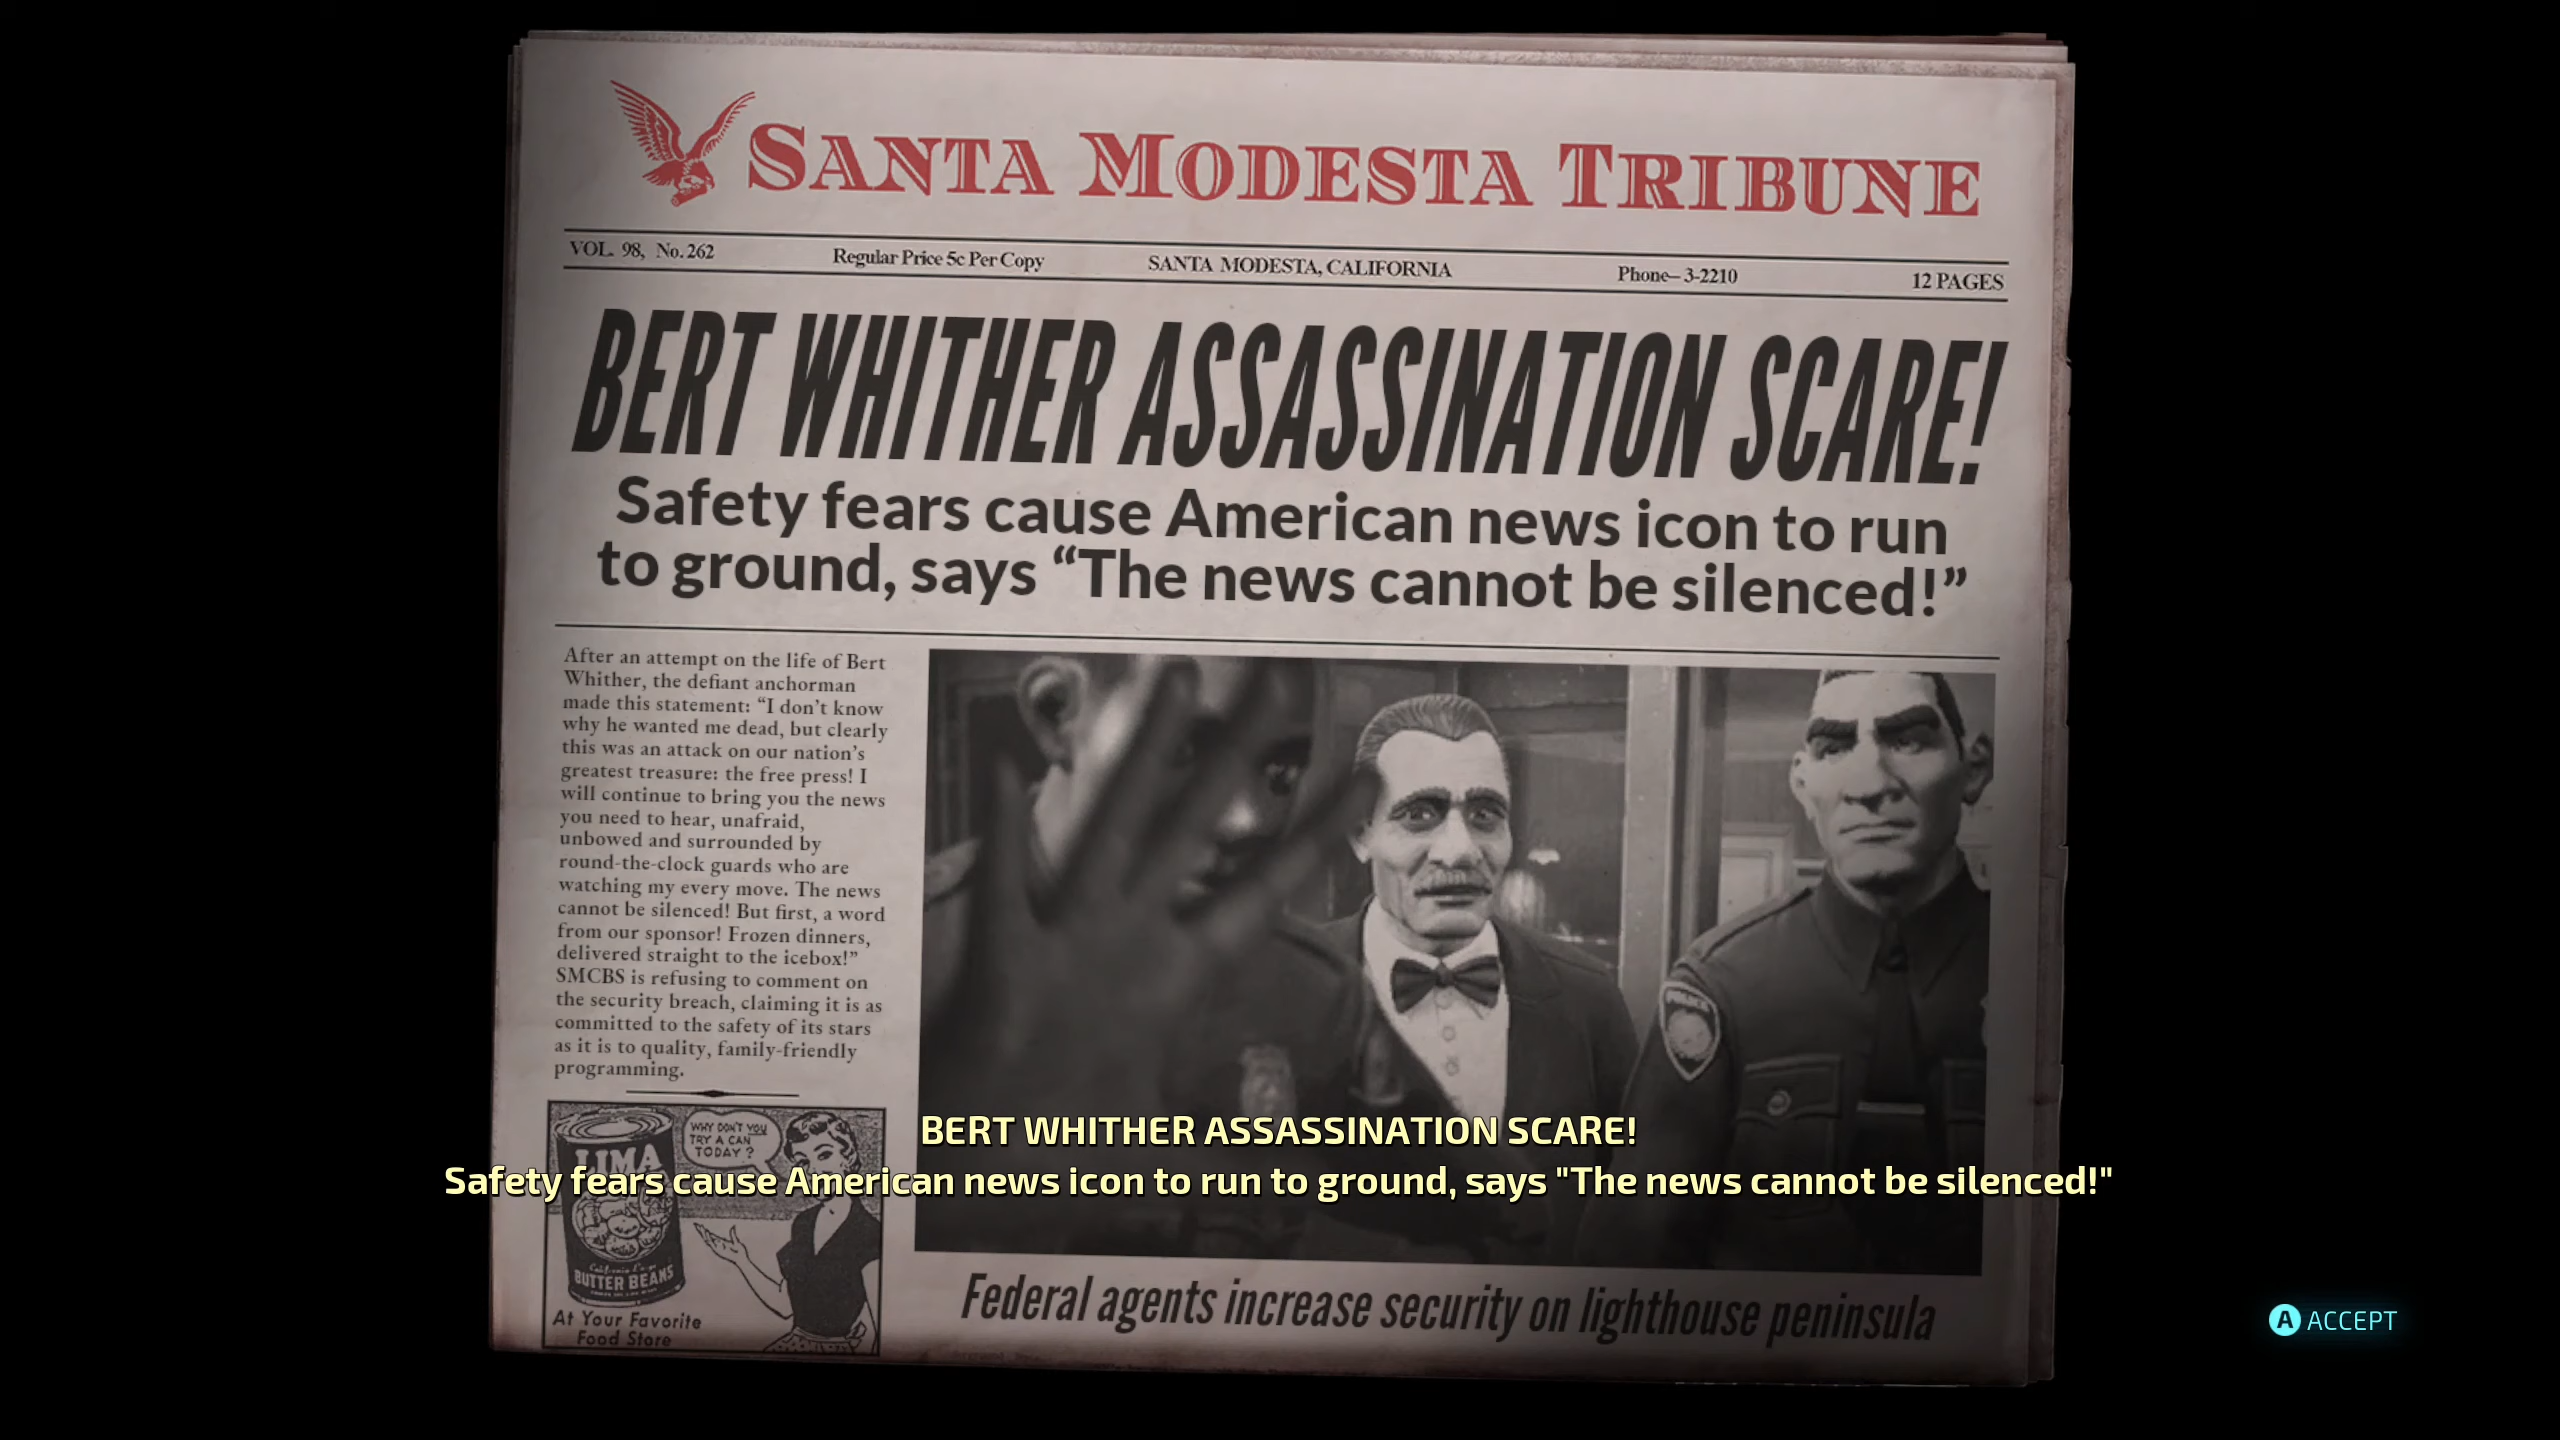 SANTA MODESTA TRIBUNE
VOL. 98, No. 262
Regular Price 5c Per Copy
SANTA MODESTA, CALIFORNIA
Phone– 3-2210
12 PAGES
BERT WHITHER ASSASSINATION SCARE!
Safety fears cause American news icon to run
to ground, says “The news cannot be silenced!”
After an attempt on the life of Bert
Whither, the defiant anchorman
made this statement: “I don’t know
why he wanted me dead, but clearly
this was an attack on our nation’s
greatest treasure: the free press! I
will continue to bring you the news
you need to hear, unafraid,
unbowed and surrounded by
round-the-clock guards who are
watching my every move. The news
cannot be silenced! But first, a word
from our sponsor! Frozen dinners,
delivered straight to the icebox!”
SMCBS is refusing to comment on
the security breach, claiming it is as
committed to the safety of its stars
as it is to quality, family-friendly
programming.
POLICE
WHY DON'T YOU
TRY A CAN
TODAY?
LIMA
BUTTER BEANS
At Your Favorite
Food Store
BERT WHITHER ASSASSINATION SCARE!
Safety fears cause American news icon to run to ground, says "The news cannot be silenced!"
Federal agents increase security on lighthouse peninsula
A ACCEPT